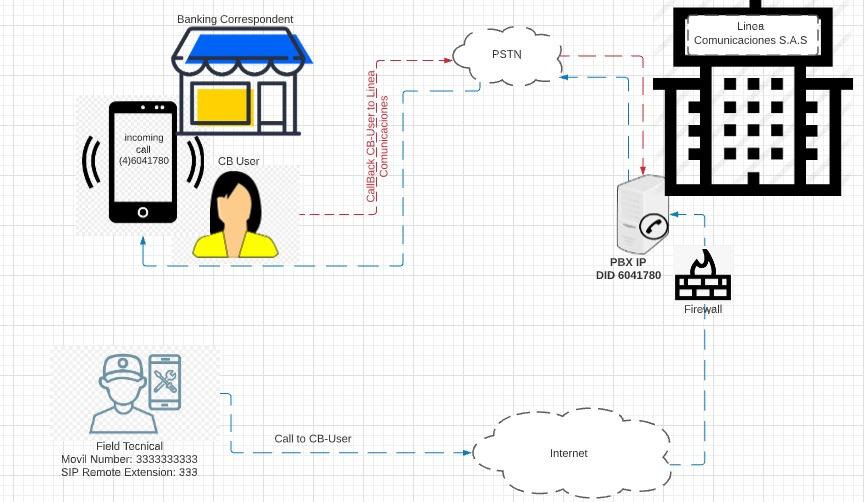 Banking Correspondent
Linea
Comunicaciones S.A.S
PSTN
incoming
call
(4)6041780
CB User
CallBack CB-User to Linea
Comunicaciones
PBX IP
DID 6041780
Firewall
Field Tecnical
Movil Number: 3333333333
SIP Remote Extension: 333
Call to CB-User
Internet